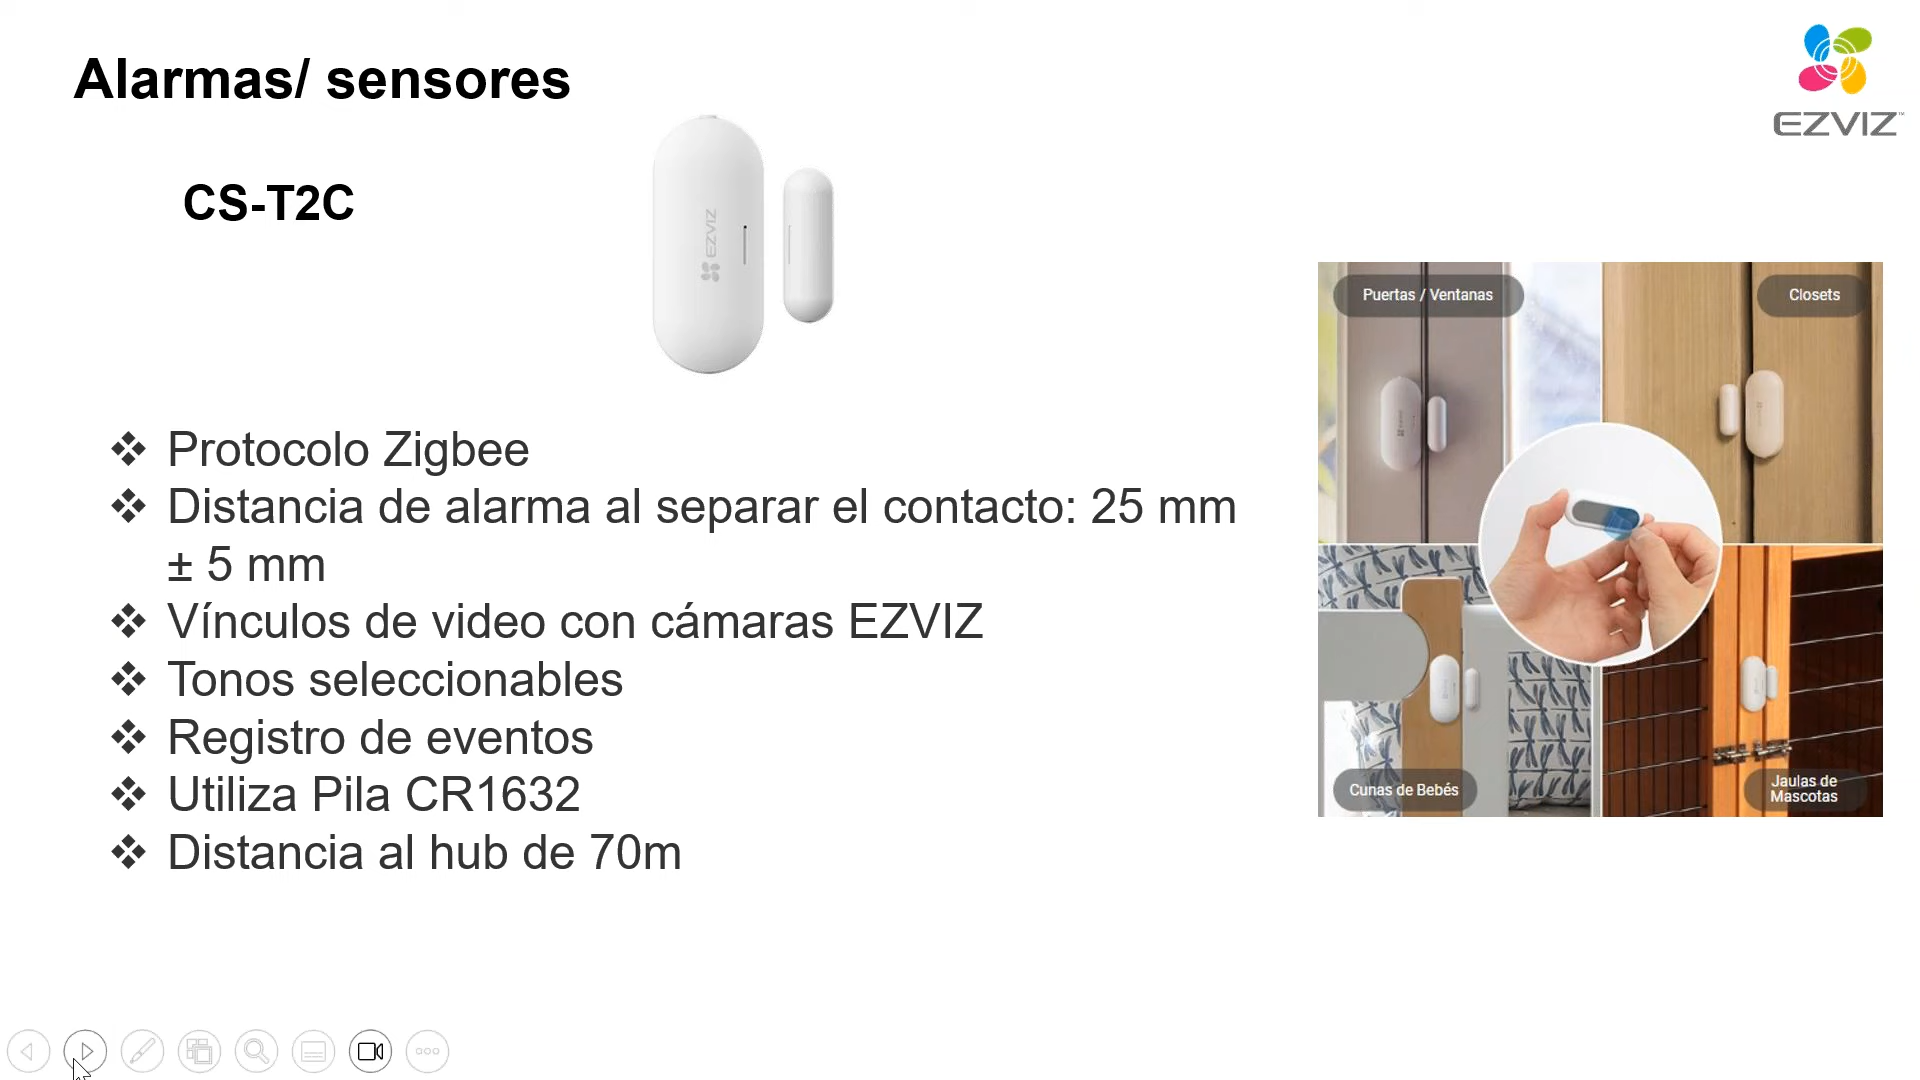 Alarmas/ sensores
EZVIZ™
CS-T2C
EZVIZ
Puertas / Ventanas
Closets
❖ Protocolo Zigbee
❖ Distancia de alarma al separar el contacto: 25 mm
± 5 mm
❖ Vínculos de video con cámaras EZVIZ
❖ Tonos seleccionables
❖ Registro de eventos
❖ Utiliza Pila CR1632
❖ Distancia al hub de 70m
Cunas de Bebés
Jaulas de
Mascotas